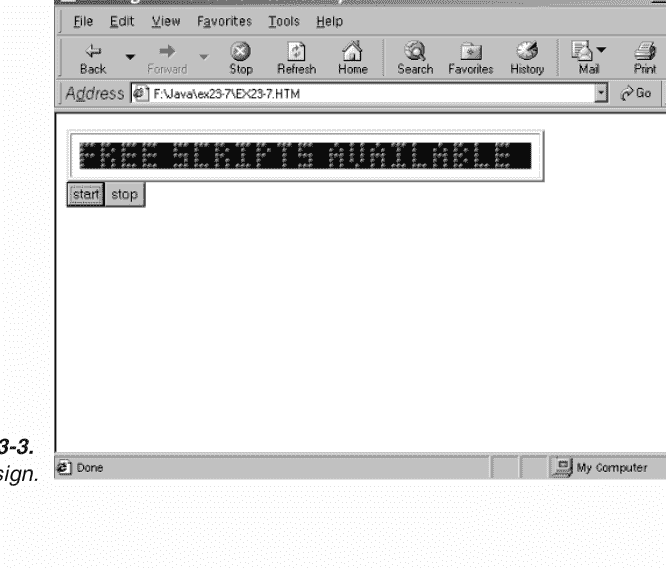 File Edit View Favorites Tools Help
Back Forward Stop Refresh Home Search Favorites History Mail Print
Address F:\Java\ex23-7\EX23-7.HTM Go
FREE SCRIPTS AVAILABLE
start stop
3-3.
sign.
Done My Computer